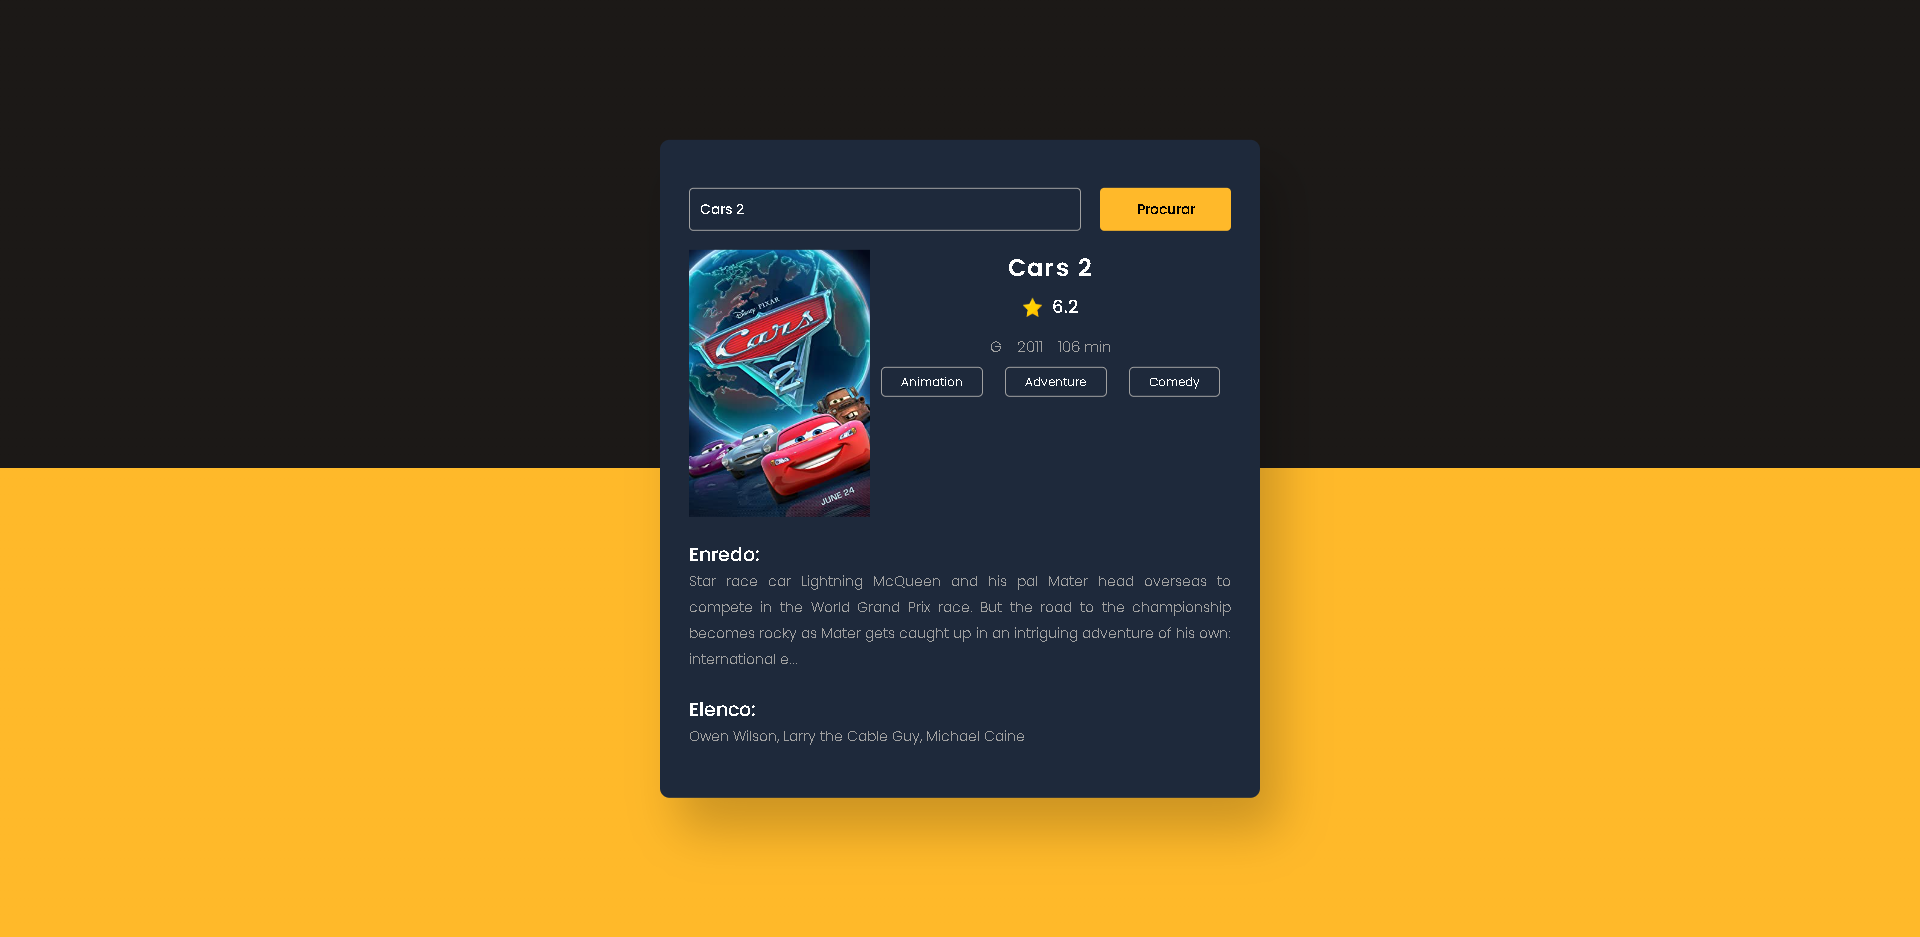 Cars 2
Procurar
Disney PIXAR
Cars
2
JUNE 24
Cars 2
6.2
G 2011 106 min
Animation
Adventure
Comedy
Enredo:
Star race car Lightning McQueen and his pal Mater head overseas to
compete in the World Grand Prix race. But the road to the championship
becomes rocky as Mater gets caught up in an intriguing adventure of his own:
international e...
Elenco:
Owen Wilson, Larry the Cable Guy, Michael Caine